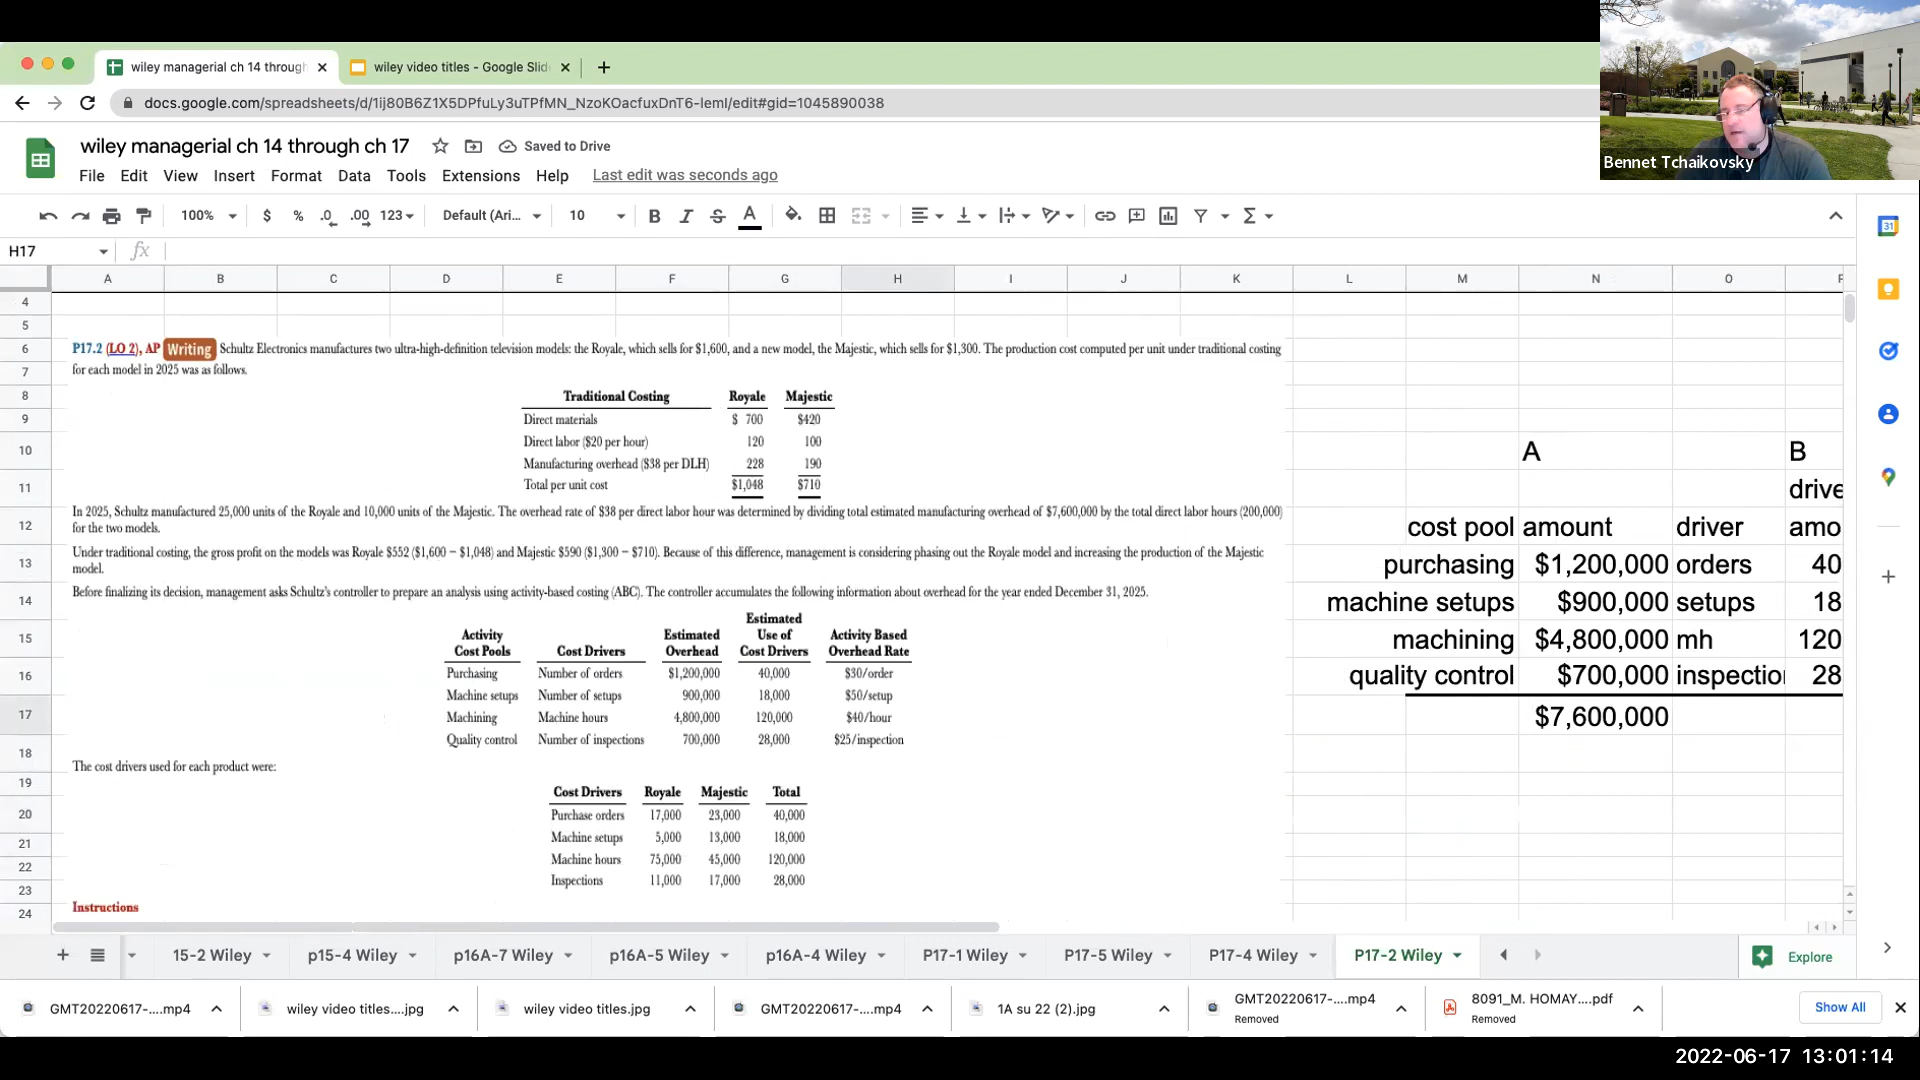 wiley managerial ch 14 through
wiley video titles - Google Slid
docs.google.com/spreadsheets/d/1ij80B6Z1X5DPfuLy3uTPfMN_NzoKOacfuxDnT6-lemI/edit#gid=1045890038
Bennet Tchaikovsky
wiley managerial ch 14 through ch 17
Saved to Drive
File Edit View Insert Format Data Tools Extensions Help Last edit was seconds ago
100% $ % .0 .00 123 Default (Ari... 10 B I S A
31
H17 fx
A B C D E F G H I J K L M N O
4
5
6 P17.2 (LO 2), AP Writing Schultz Electronics manufactures two ultra-high-definition television models: the Royale, which sells for $1,600, and a new model, the Majestic, which sells for $1,300. The production cost computed per unit under traditional costing
7 for each model in 2025 was as follows.
8 Traditional Costing Royale Majestic
9 Direct materials $ 700 $420
10 Direct labor ($20 per hour) 120 100 A B
Manufacturing overhead ($38 per DLH) 228 190
11 Total per unit cost $1,048 $710 drive
In 2025, Schultz manufactured 25,000 units of the Royale and 10,000 units of the Majestic. The overhead rate of $38 per direct labor hour was determined by dividing total estimated manufacturing overhead of $7,600,000 by the total direct labor hours (200,000)
12 for the two models. cost pool amount driver amo
Under traditional costing, the gross profit on the models was Royale $552 ($1,600 – $1,048) and Majestic $590 ($1,300 – $710). Because of this difference, management is considering phasing out the Royale model and increasing the production of the Majestic
13 model. purchasing $1,200,000 orders 40
14 Before finalizing its decision, management asks Schultz's controller to prepare an analysis using activity-based costing (ABC). The controller accumulates the following information about overhead for the year ended December 31, 2025. machine setups $900,000 setups 18
Estimated
15 Activity Estimated Use of Activity Based machining $4,800,000 mh 120
Cost Pools Cost Drivers Overhead Cost Drivers Overhead Rate
16 Purchasing Number of orders $1,200,000 40,000 $30/order quality control $700,000 inspectio 28
Machine setups Number of setups 900,000 18,000 $50/setup
17 Machining Machine hours 4,800,000 120,000 $40/hour $7,600,000
Quality control Number of inspections 700,000 28,000 $25/inspection
18
The cost drivers used for each product were:
19 Cost Drivers Royale Majestic Total
20 Purchase orders 17,000 23,000 40,000
21 Machine setups 5,000 13,000 18,000
22 Machine hours 75,000 45,000 120,000
23 Inspections 11,000 17,000 28,000
24 Instructions
15-2 Wiley p15-4 Wiley p16A-7 Wiley p16A-5 Wiley p16A-4 Wiley P17-1 Wiley P17-5 Wiley P17-4 Wiley P17-2 Wiley Explore
GMT20220617-....mp4 wiley video titles....jpg wiley video titles.jpg GMT20220617-....mp4 1A su 22 (2).jpg GMT20220617-....mp4 Removed 8091_M. HOMAY....pdf Removed Show All
2022-06-17 13:01:14